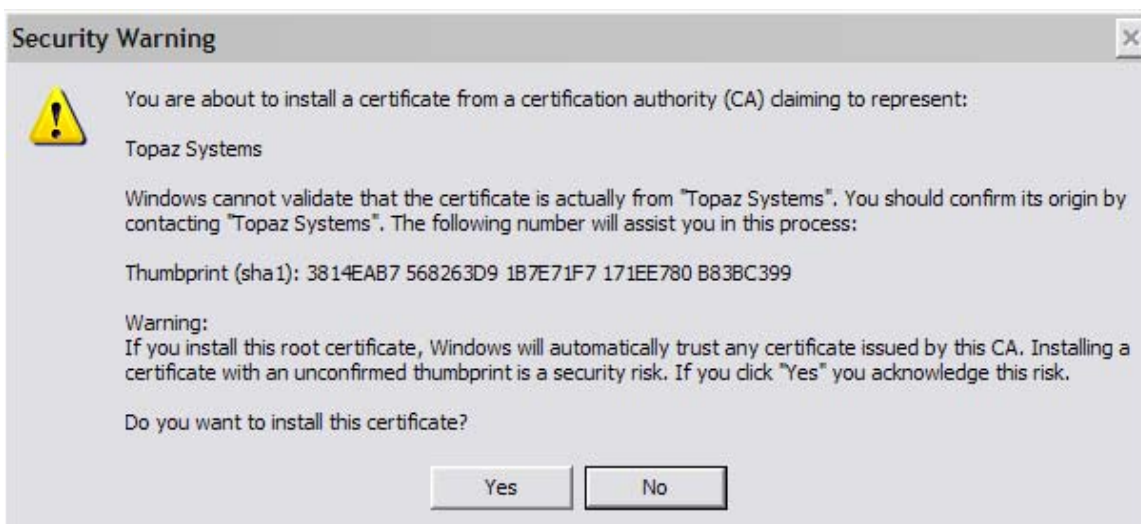 Security Warning
You are about to install a certificate from a certification authority (CA) claiming to represent:
Topaz Systems
Windows cannot validate that the certificate is actually from "Topaz Systems". You should confirm its origin by
contacting "Topaz Systems". The following number will assist you in this process:
Thumbprint (sha1): 3814EAB7 568263D9 1B7E71F7 171EE780 B83BC399
Warning:
If you install this root certificate, Windows will automatically trust any certificate issued by this CA. Installing a
certificate with an unconfirmed thumbprint is a security risk. If you click "Yes" you acknowledge this risk.
Do you want to install this certificate?
Yes
No